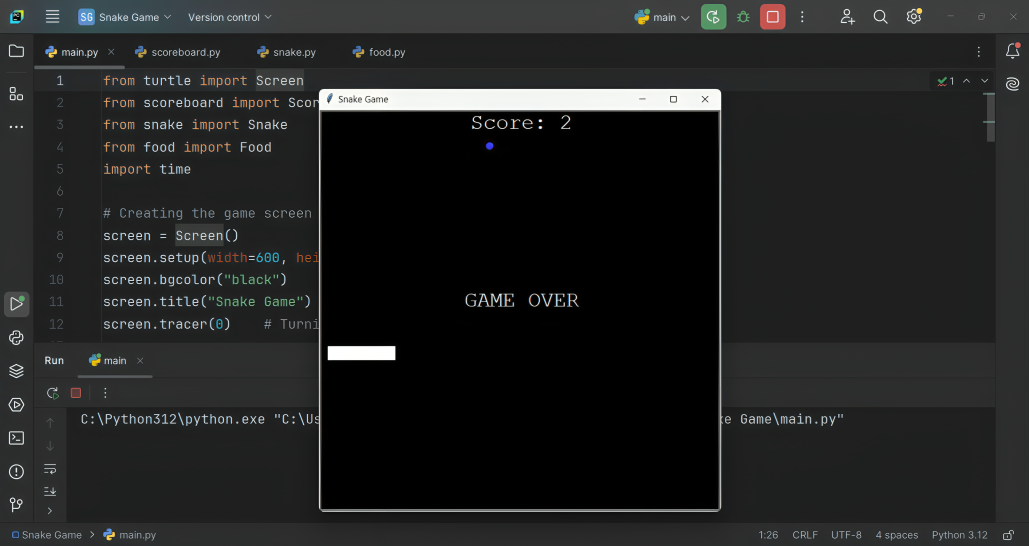 SG Snake Game Version control main
main.py scoreboard.py snake.py food.py
1 from turtle import Screen 1
2 from scoreboard import Scor
3 from snake import Snake
4 from food import Food
5 import time
6
7 # Creating the game screen
8 screen = Screen()
9 screen.setup(width=600, hei
10 screen.bgcolor("black")
11 screen.title("Snake Game")
12 screen.tracer(0) # Turni
Snake Game
Score: 2
GAME OVER
Run main
C:\Python312\python.exe "C:\Us
e Game\main.py"
Snake Game main.py 1:26 CRLF UTF-8 4 spaces Python 3.12